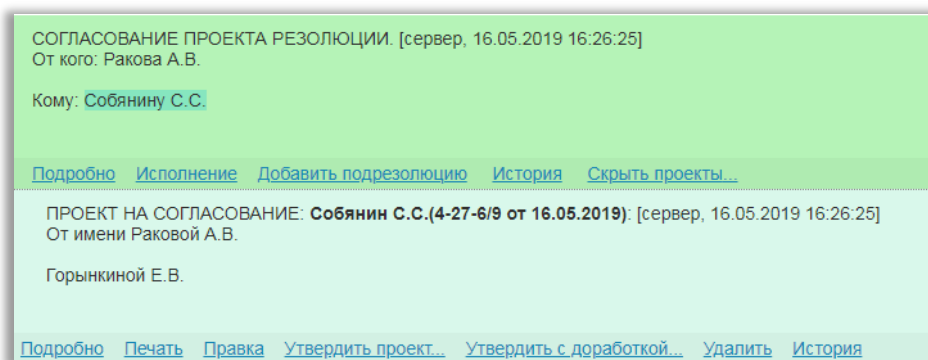 СОГЛАСОВАНИЕ ПРОЕКТА РЕЗОЛЮЦИИ. [сервер, 16.05.2019 16:26:25]
От кого: Ракова А.В.
Кому: Собянину С.С.
Подробно Исполнение Добавить подрезолюцию История Скрыть проекты...
ПРОЕКТ НА СОГЛАСОВАНИЕ: Собянин С.С.(4-27-6/9 от 16.05.2019): [сервер, 16.05.2019 16:26:25]
От имени Раковой А.В.
Горынкиной Е.В.
Подробно Печать Правка Утвердить проект... Утвердить с доработкой... Удалить История